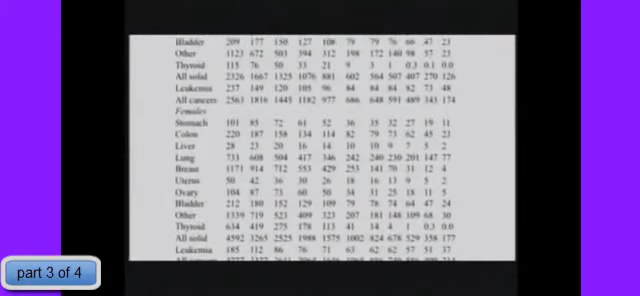 Bladder 209 177 150 127 108 79 79 76 66 47 23
Other 1123 672 503 394 312 198 172 140 98 57 23
Thyroid 115 76 50 33 21 9 3 1 0.3 0.1 0.0
All solid 2326 1667 1325 1076 881 602 564 507 407 270 126
Leukemia 237 149 120 105 96 84 84 84 82 73 48
All cancers 2563 1816 1445 1182 977 686 648 591 489 343 174
Females
Stomach 101 85 72 61 52 36 35 32 27 19 11
Colon 220 187 158 134 114 82 79 73 62 45 23
Liver 28 23 20 16 14 10 10 9 7 5 2
Lung 733 608 504 417 346 242 240 230 201 147 77
Breast 1171 914 712 553 429 253 141 70 31 12 4
Uterus 50 42 36 30 26 18 16 13 9 5 2
Ovary 104 87 73 60 50 34 31 25 18 11 5
Bladder 212 180 152 129 109 79 78 74 64 47 24
Other 1339 719 523 409 323 207 181 148 109 68 30
Thyroid 634 419 275 178 113 41 14 4 1 0.3 0.0
All solid 4592 3265 2525 1988 1575 1002 824 678 529 358 177
Leukemia 185 112 86 76 71 63 62 62 57 51 37
All cancers
part 3 of 4